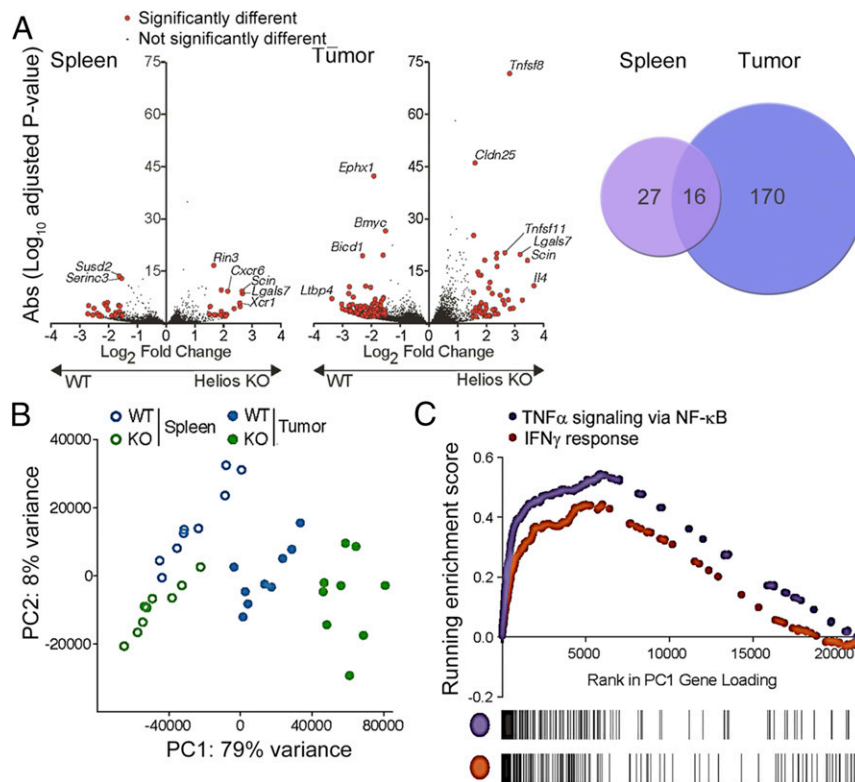 A
Significantly different
Not significantly different
Spleen
Tumor
Abs (Log10 adjusted P-value)
75
60
45
30
15
Susd2
Serinc3
Rin3
Cxcr6
Scin
Lgals7
Xcr1
-4 -3 -2 -1 0 1 2 3 4
Log2 Fold Change
WT Helios KO
75
60
45
30
15
Tnfsf8
Cldn25
Ephx1
Bmyc
Bicd1
Ltbp4
Tnfsf11
Lgals7
Scin
Il4
-4 -3 -2 -1 0 1 2 3 4
Log2 Fold Change
WT Helios KO
Spleen Tumor
27 16 170
B
WT
KO
Spleen
WT
KO
Tumor
PC2: 8% variance
40000
20000
0
-20000
-40000 0 40000 80000
PC1: 79% variance
C
TNFα signaling via NF-κB
IFNγ response
Running enrichment score
0.6
0.4
0.2
0.0
-0.2
5000 10000 15000 20000
Rank in PC1 Gene Loading